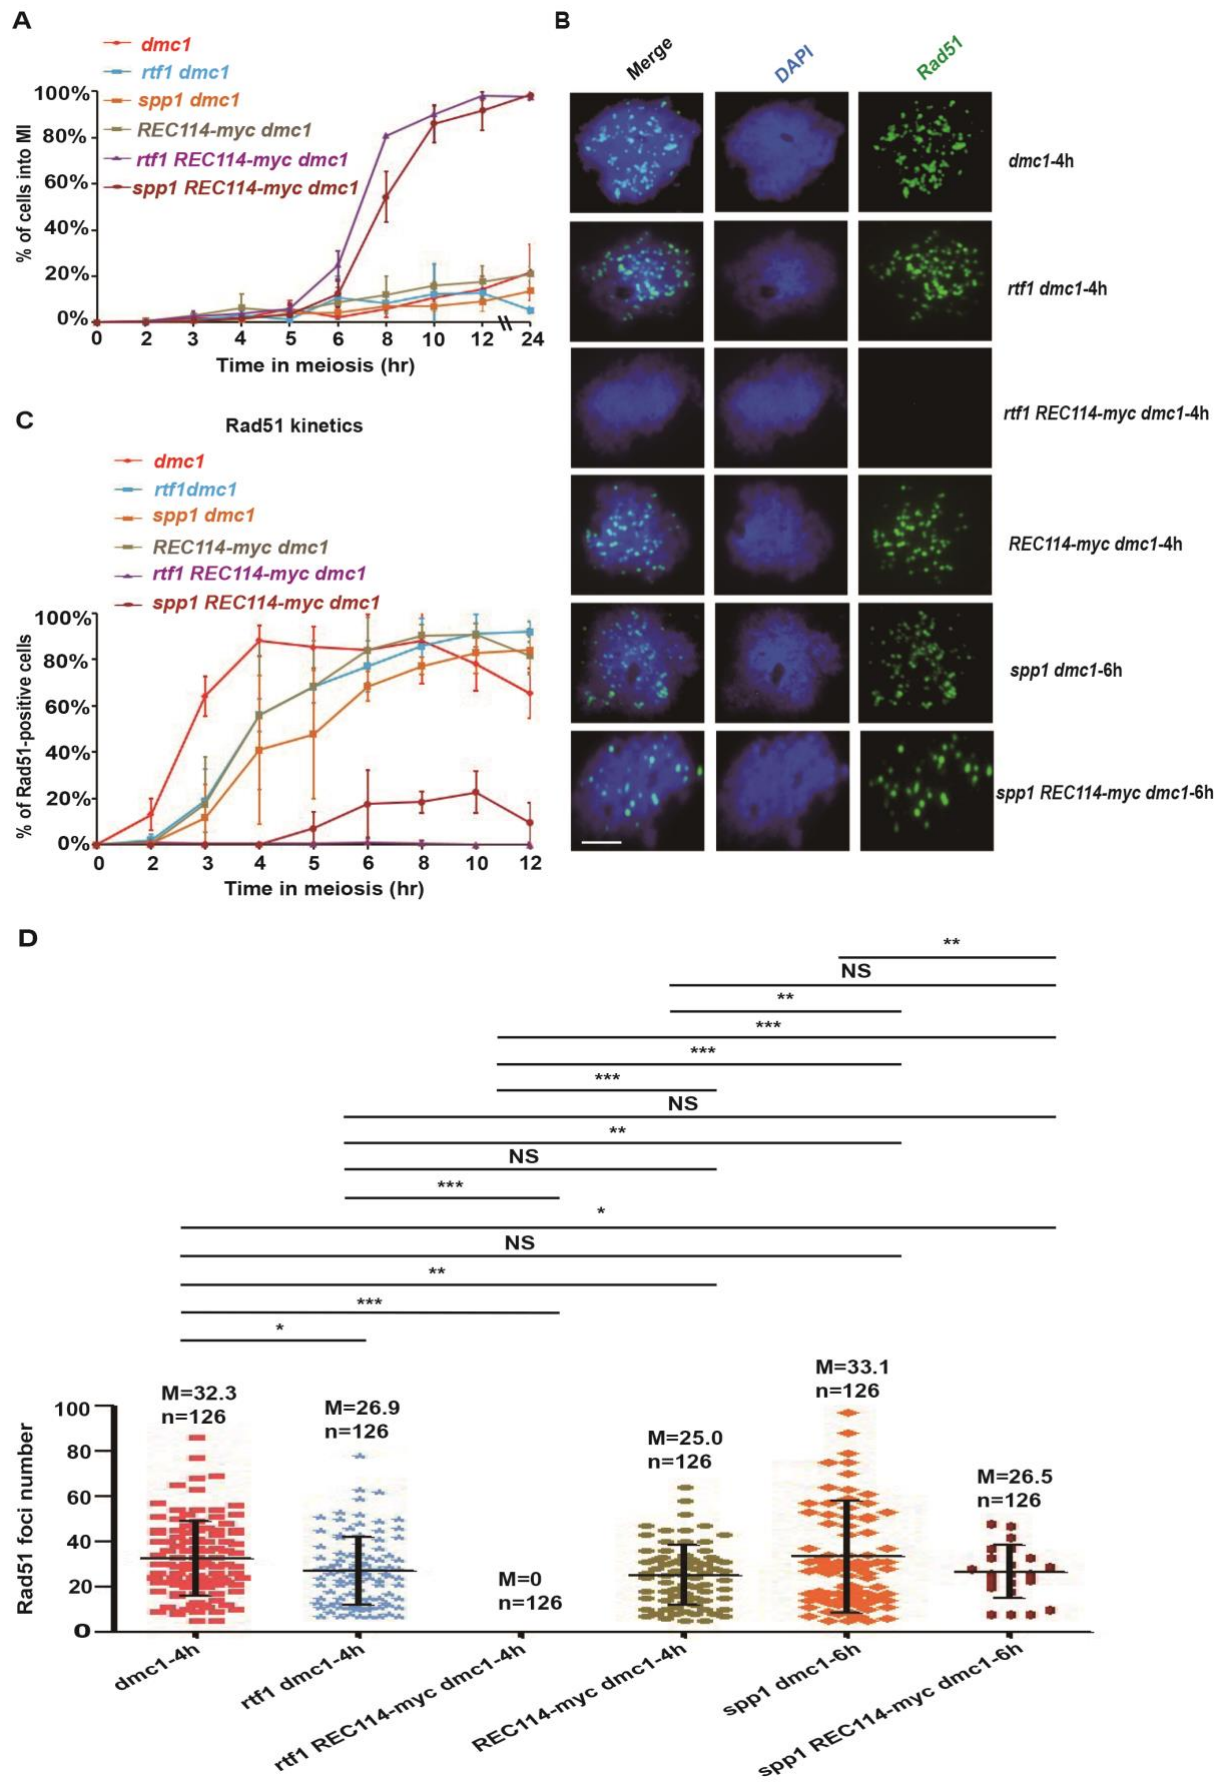 A
dmc1
rtf1 dmc1
spp1 dmc1
REC114-myc dmc1
rtf1 REC114-myc dmc1
spp1 REC114-myc dmc1
% of cells into MI
100%
80%
60%
40%
20%
0%
0 2 3 4 5 6 8 10 12 24
Time in meiosis (hr)
B
Merge DAPI Rad51
dmc1-4h
rtf1 dmc1-4h
rtf1 REC114-myc dmc1-4h
REC114-myc dmc1-4h
spp1 dmc1-6h
spp1 REC114-myc dmc1-6h
C
Rad51 kinetics
dmc1
rtf1dmc1
spp1 dmc1
REC114-myc dmc1
rtf1 REC114-myc dmc1
spp1 REC114-myc dmc1
% of Rad51-positive cells
100%
80%
60%
40%
20%
0%
0 2 3 4 5 6 8 10 12
Time in meiosis (hr)
D
**
NS
**
***
***
***
NS
**
NS
***
*
NS
**
***
*
M=32.3
n=126
M=26.9
n=126
M=0
n=126
M=25.0
n=126
M=33.1
n=126
M=26.5
n=126
Rad51 foci number
100
80
60
40
20
0
dmc1-4h
rtf1 dmc1-4h
rtf1 REC114-myc dmc1-4h
REC114-myc dmc1-4h
spp1 dmc1-6h
spp1 REC114-myc dmc1-6h